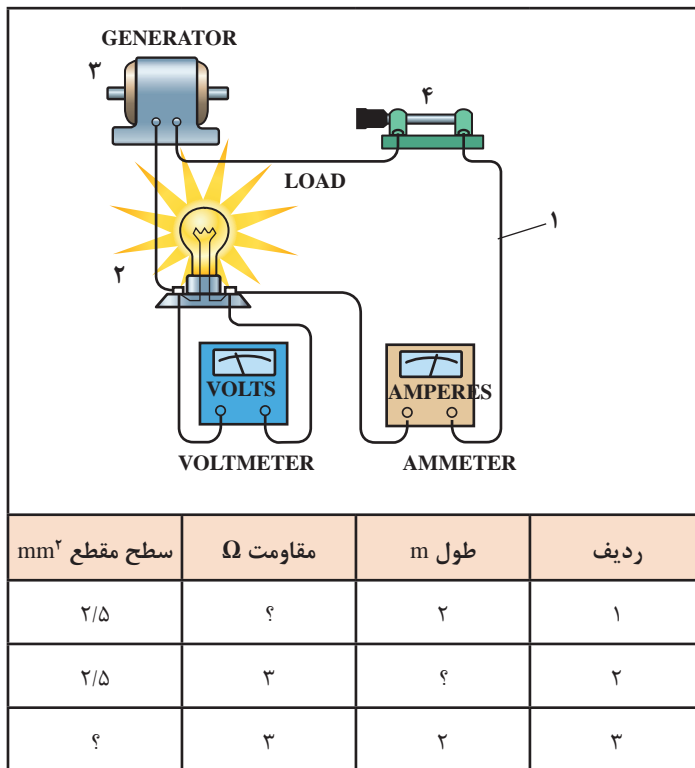 GENERATOR
۳
۴
LOAD
۱
۲
VOLTS
AMPERES
VOLTMETER
AMMETER
ردیف طول m مقاومت Ω سطح مقطع mm۲
۱ ۲ ؟ ۲/۵
۲ ؟ ۳ ۲/۵
۳ ۲ ۳ ؟